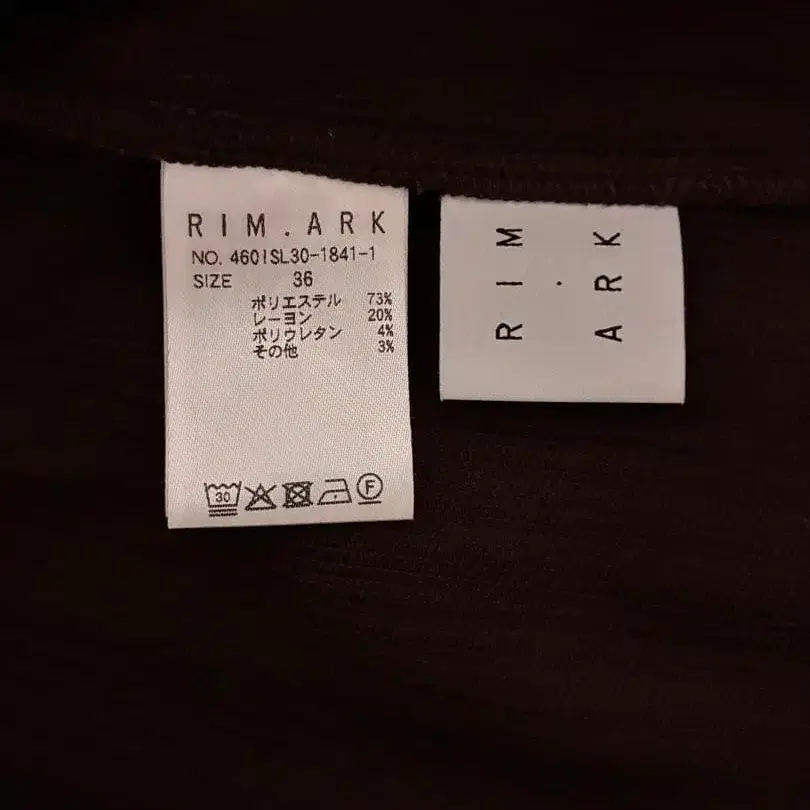 RIM.ARK
NO. 460ISL30-1841-1
SIZE 36
ポリエステル 73%
レーヨン 20%
ポリウレタン 4%
その他 3%
30
F
RIM
.
ARK